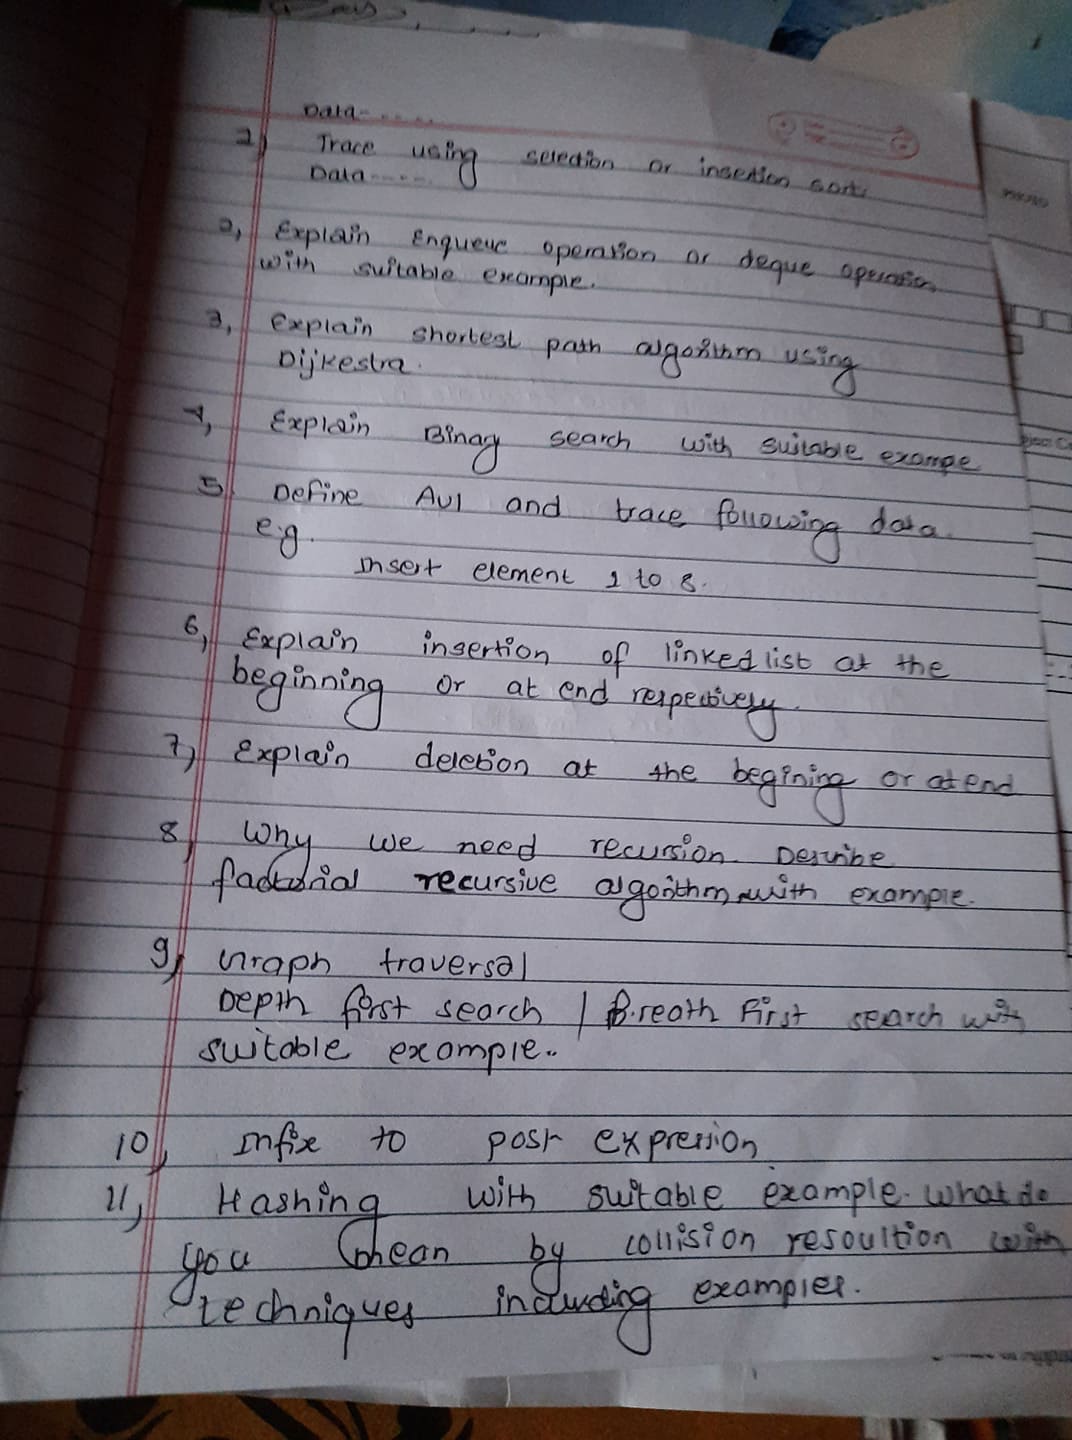 Data.....
1) Trace using selection or insertion sort.
Data.....
2, Explain Enqueue operation or deque operation
with suitable example.
3, Explain shortest path algorithm using
Dijkestra.
4, Explain Binary search with suitable exampe
5) Define AVl and trace following data.
e.g.
Insert element 1 to 8.
6, Explain insertion of linked list at the
beginning or at end respectively.
7, Explain deletion at the begining or at end
8, Why we need recursion. Describe
factorial recursive algorithm with example.
9, Graph traversal
Depth first search / Breath First search with
suitable example..
10, Infix to post expression
11, Hashing with suitable example. what do
you mean by collision resoultion with
techniques including examples.